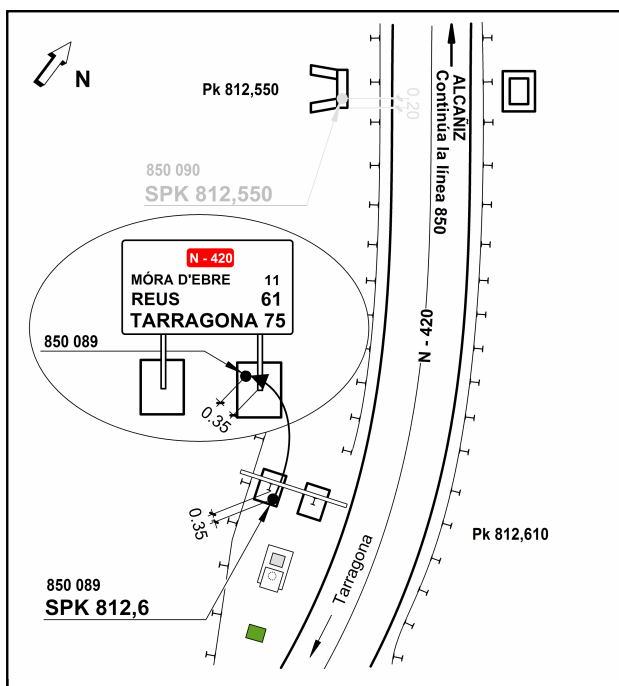 N
Pk 812,550
0,20
ALCAÑIZ
Continúa la línea 850
850 090
SPK 812,550
N - 420
MÓRA D'EBRE 11
REUS 61
TARRAGONA 75
850 089
0.35
N - 420
0.35
Pk 812,610
Tarragona
850 089
SPK 812,6